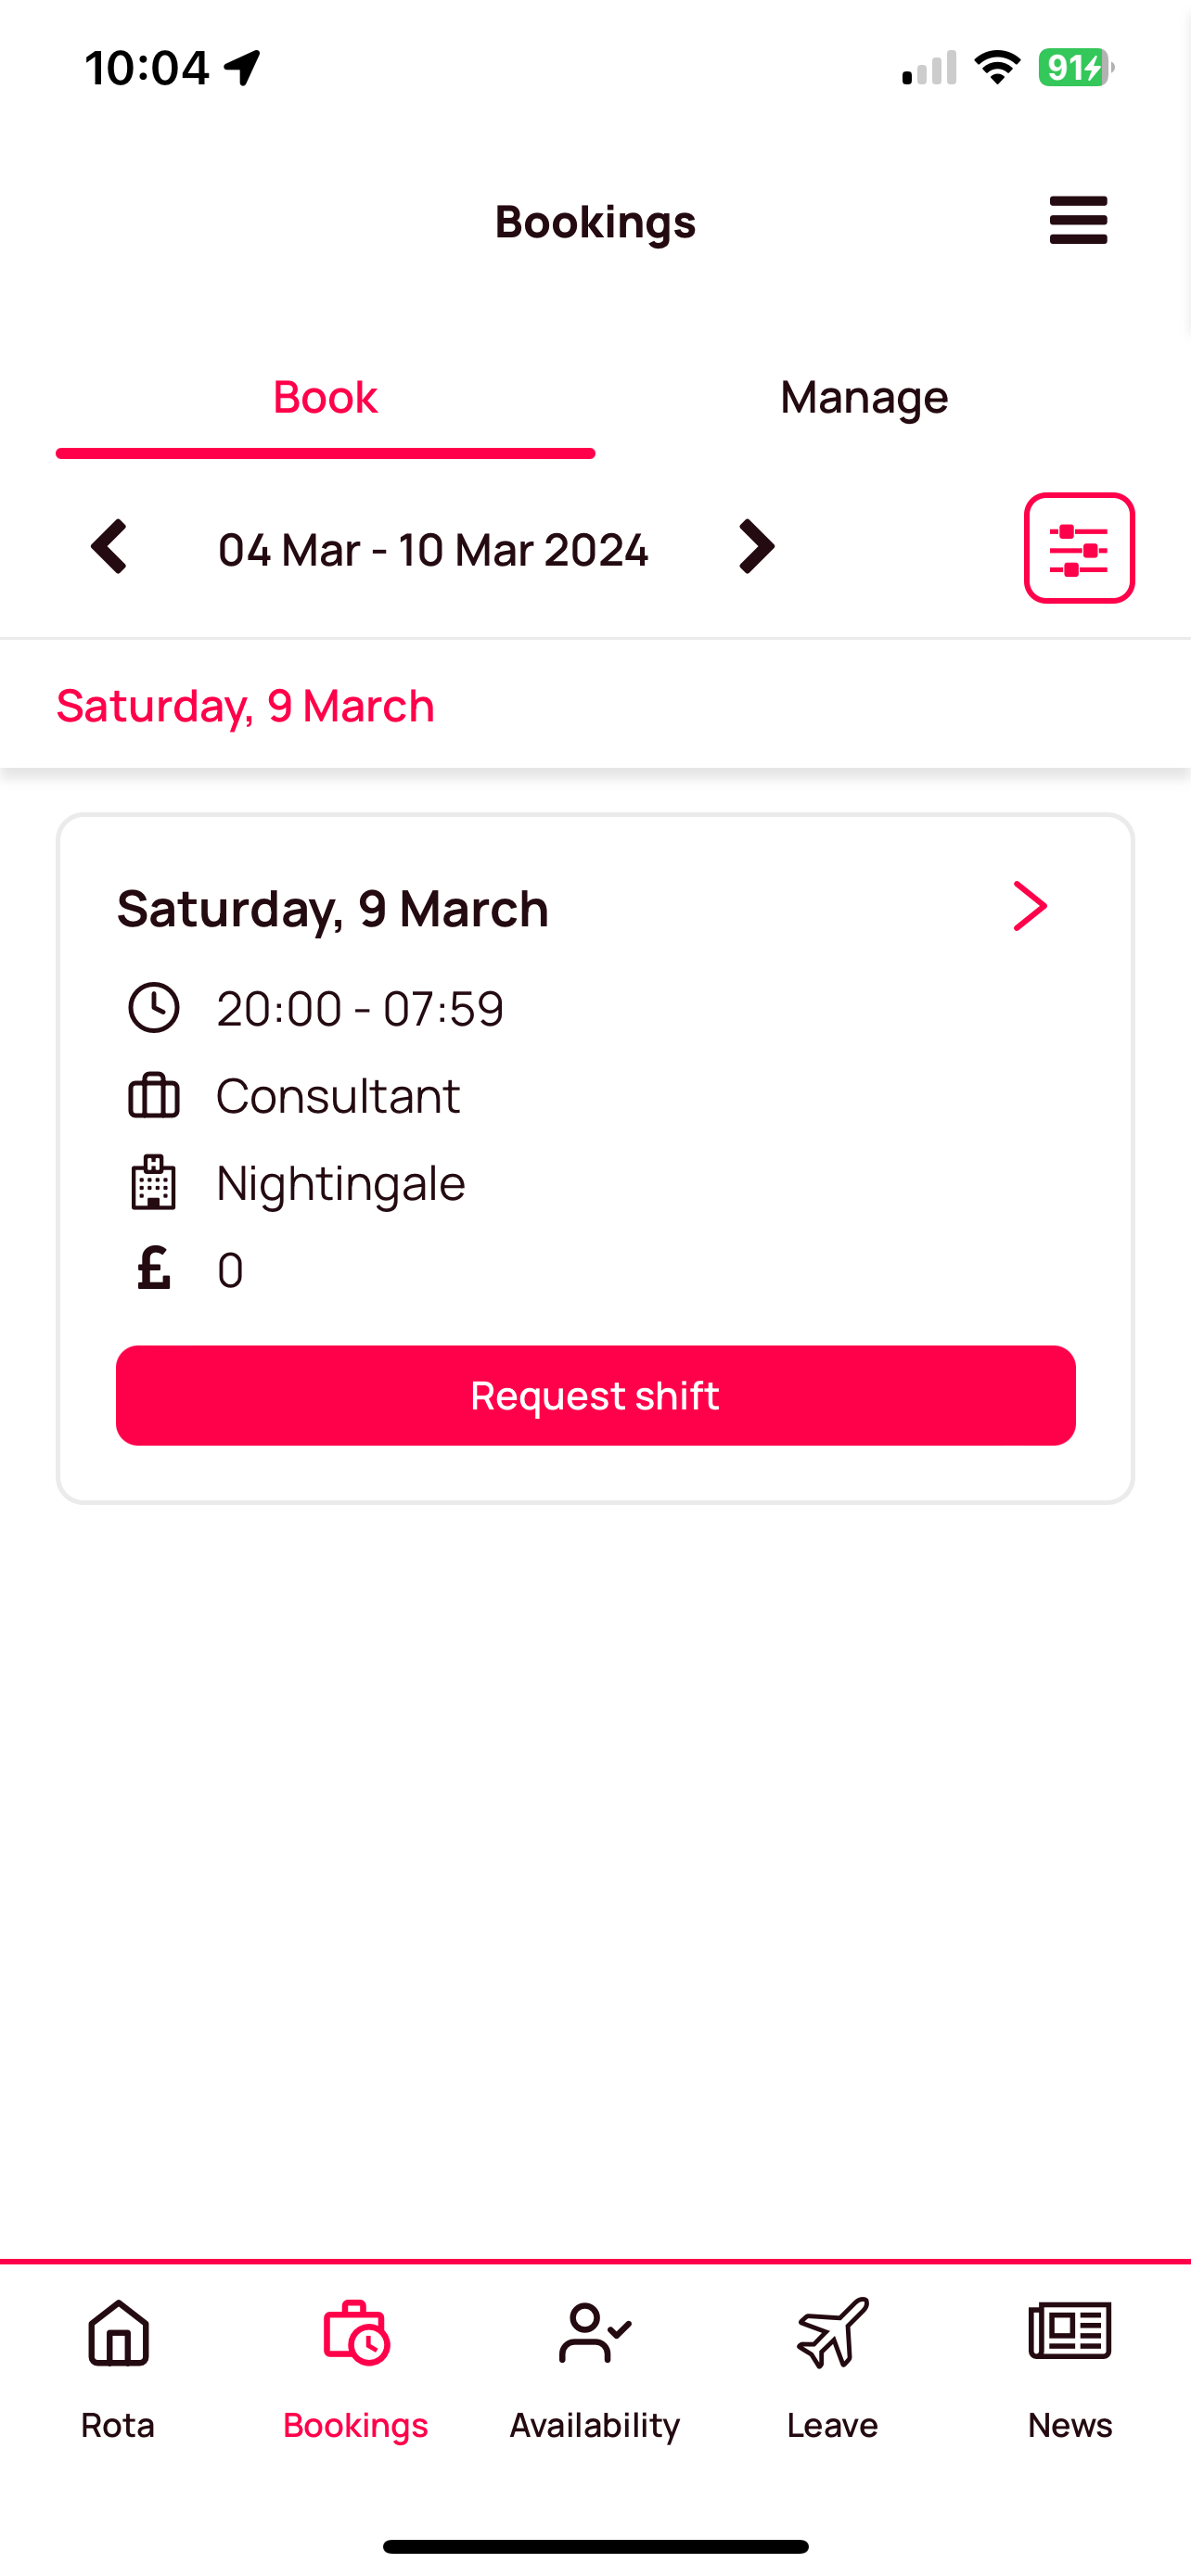 10:04
91
Bookings
Book
Manage
04 Mar - 10 Mar 2024
Saturday, 9 March
Saturday, 9 March
20:00 - 07:59
Consultant
H
Nightingale
£ 0
Request shift
Rota
Bookings
Availability
Leave
News